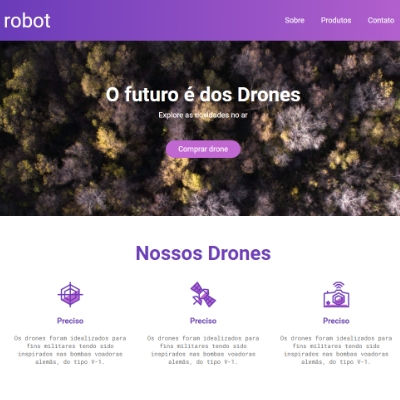 robot
Sobre Produtos Contato
O futuro é dos Drones
Explore as novidades no ar
Comprar drone
Nossos Drones
Preciso Preciso Preciso
Os drones foram idealizados para Os drones foram idealizados para Os drones foram idealizados para
fins militares tendo sido fins militares tendo sido fins militares tendo sido
inspirados nas bombas voadoras inspirados nas bombas voadoras inspirados nas bombas voadoras
alemãs, do tipo V-1. alemãs, do tipo V-1. alemãs, do tipo V-1.